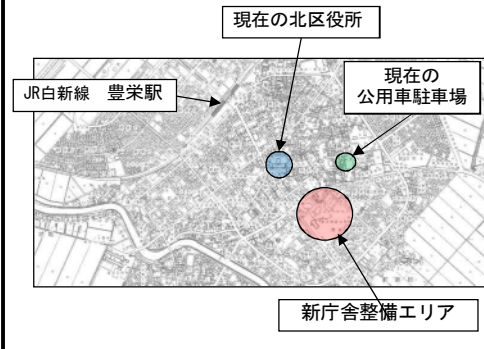 現在の北区役所
JR白新線　豊栄駅
現在の
公用車駐車場
新庁舎整備エリア